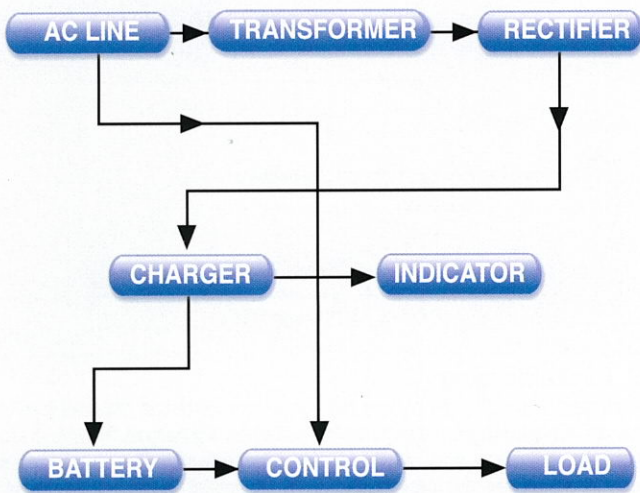 AC LINE
TRANSFORMER
RECTIFIER
CHARGER
INDICATOR
BATTERY
CONTROL
LOAD